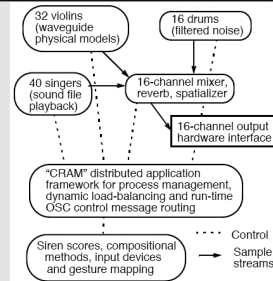 32 violins
(waveguide
physical models)
16 drums
(filtered noise)
40 singers
(sound file
playback)
16-channel mixer,
reverb, spatializer
16-channel output
hardware interface
“CRAM” distributed application
framework for process management,
dynamic load-balancing and run-time
OSC control message routing
Siren scores, compositional
methods, input devices
and gesture mapping
Control
Sample
streams